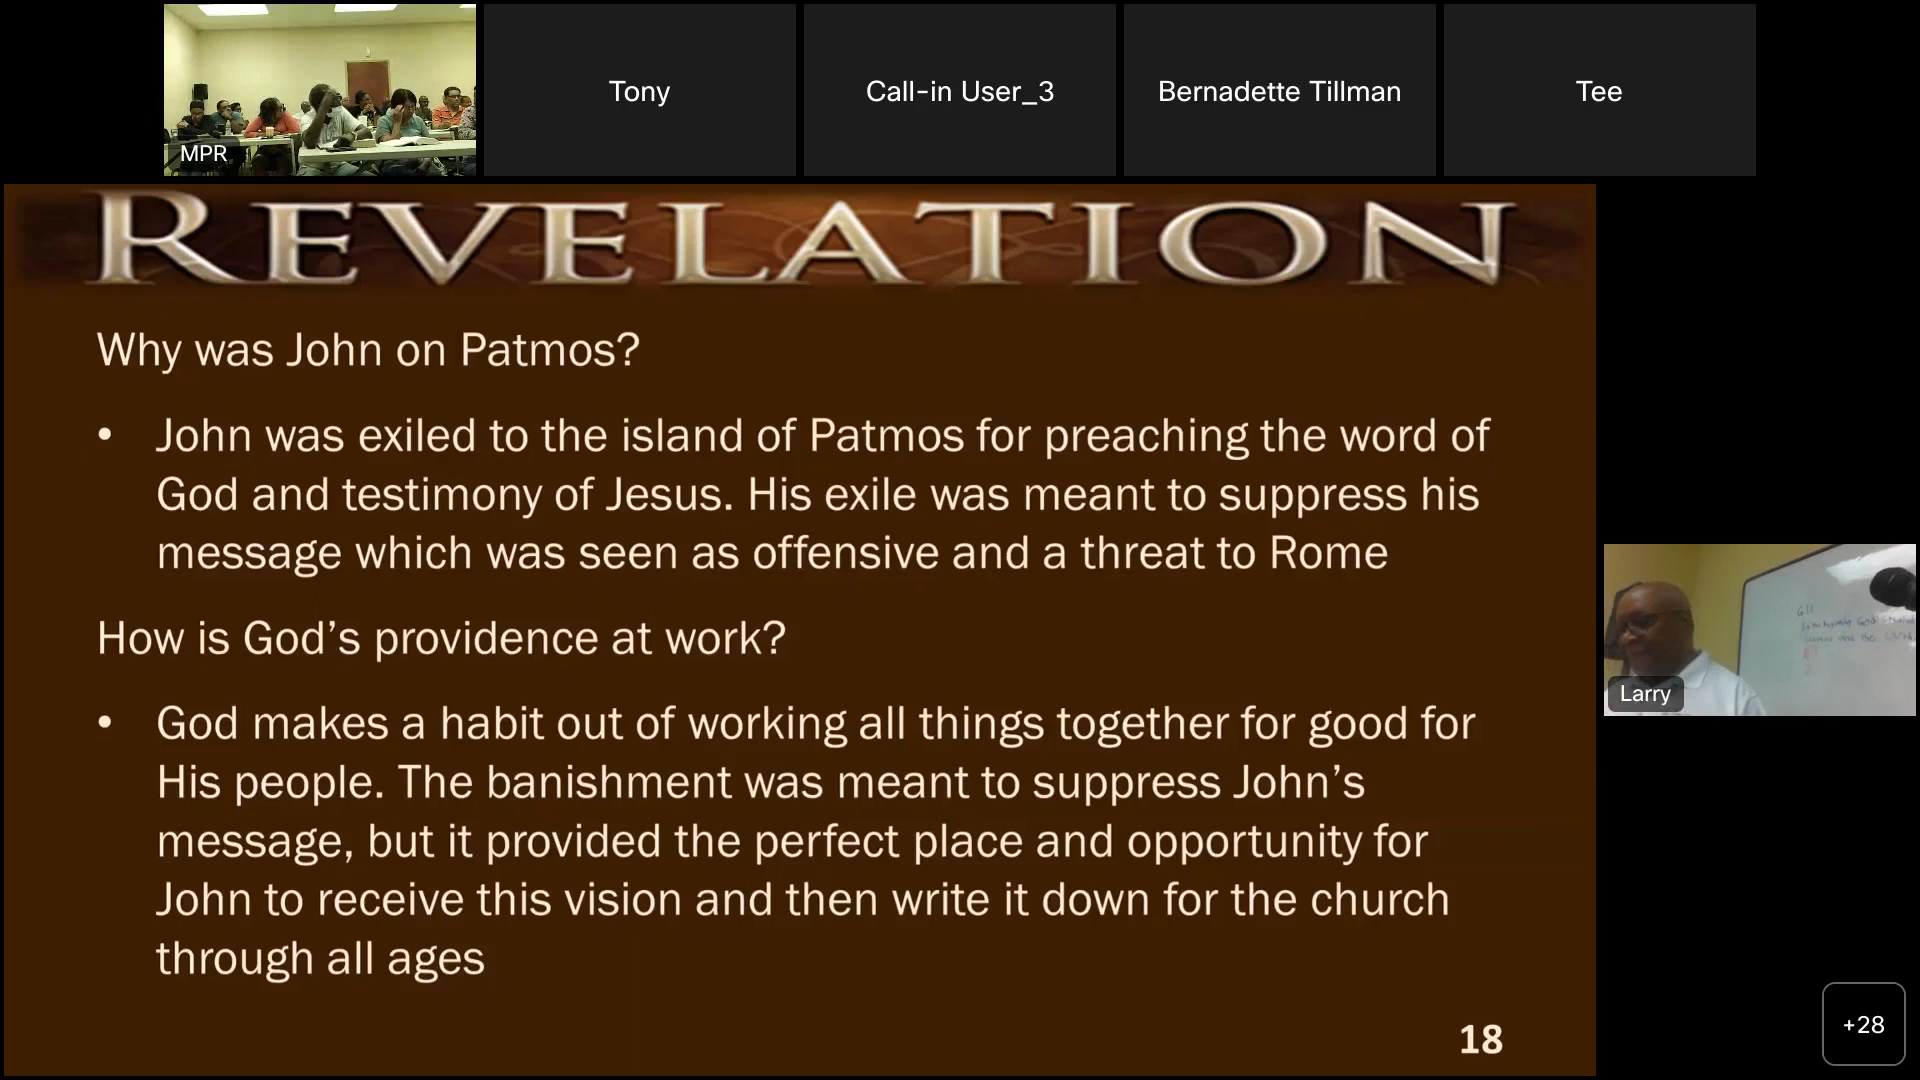 MPR
Tony
Call-in User_3
Bernadette Tillman
Tee
REVELATION
Why was John on Patmos?
• John was exiled to the island of Patmos for preaching the word of
God and testimony of Jesus. His exile was meant to suppress his
message which was seen as offensive and a threat to Rome
How is God’s providence at work?
• God makes a habit out of working all things together for good for
His people. The banishment was meant to suppress John’s
message, but it provided the perfect place and opportunity for
John to receive this vision and then write it down for the church
through all ages
18
Larry
+28